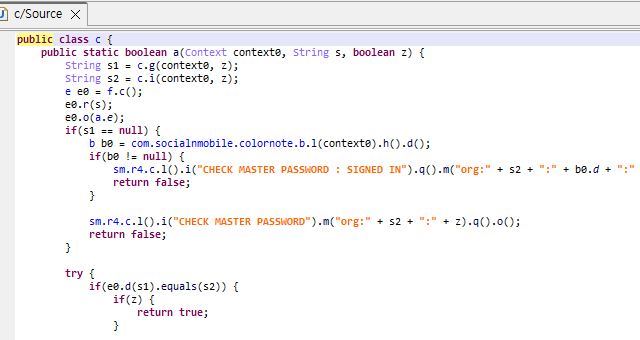 c/Source
public class c {
public static boolean a(Context context0, String s, boolean z) {
String s1 = c.g(context0, z);
String s2 = c.i(context0, z);
e e0 = f.c();
e0.r(s);
e0.o(a.e);
if(s1 == null) {
b b0 = com.socialnmobile.colornote.b.l(context0).h().d();
if(b0 != null) {
sm.r4.c.l().i("CHECK MASTER PASSWORD : SIGNED IN").q().m("org:" + s2 + ":" + b0.d + ":"
return false;
}
sm.r4.c.l().i("CHECK MASTER PASSWORD").m("org:" + s2 + ":" + z).q().o();
return false;
}
try {
if(e0.d(s1).equals(s2)) {
if(z) {
return true;
}